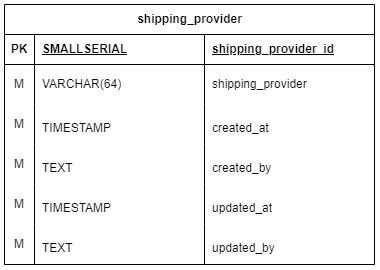 shipping_provider
PK SMALLSERIAL shipping_provider_id
M VARCHAR(64) shipping_provider
M TIMESTAMP created_at
M TEXT created_by
M TIMESTAMP updated_at
M TEXT updated_by